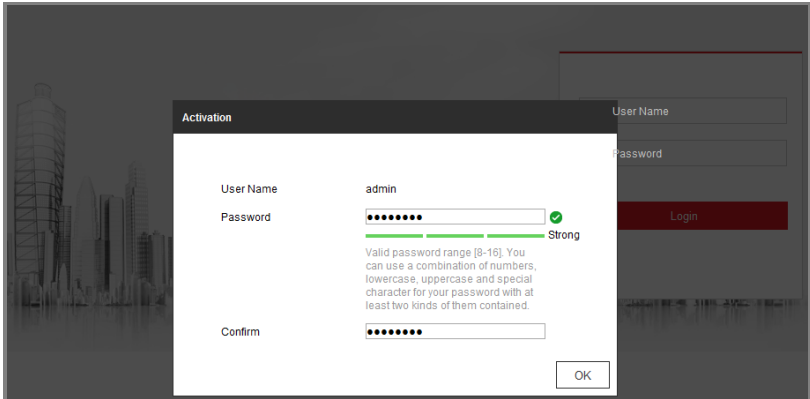 Activation
User Name
User Name admin
Password
Password ●●●●●●●●
Strong
Login
Valid password range [8-16]. You
can use a combination of numbers,
lowercase, uppercase and special
character for your password with at
least two kinds of them contained.
Confirm ●●●●●●●●
OK